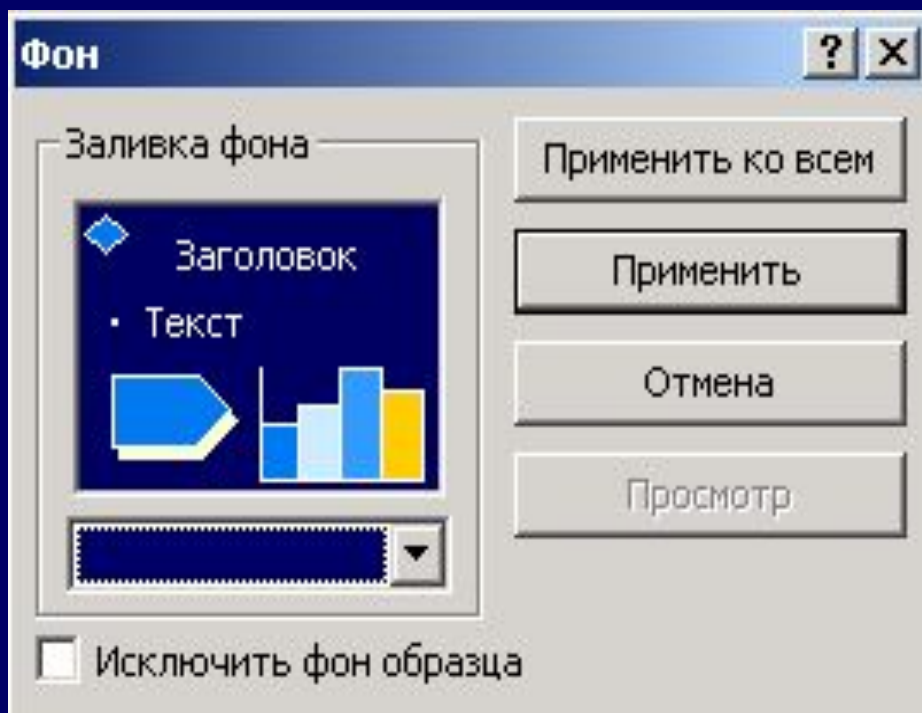 Фон
Заливка фона
Заголовок
· Текст
Применить ко всем
Применить
Отмена
Просмотр
Исключить фон образца